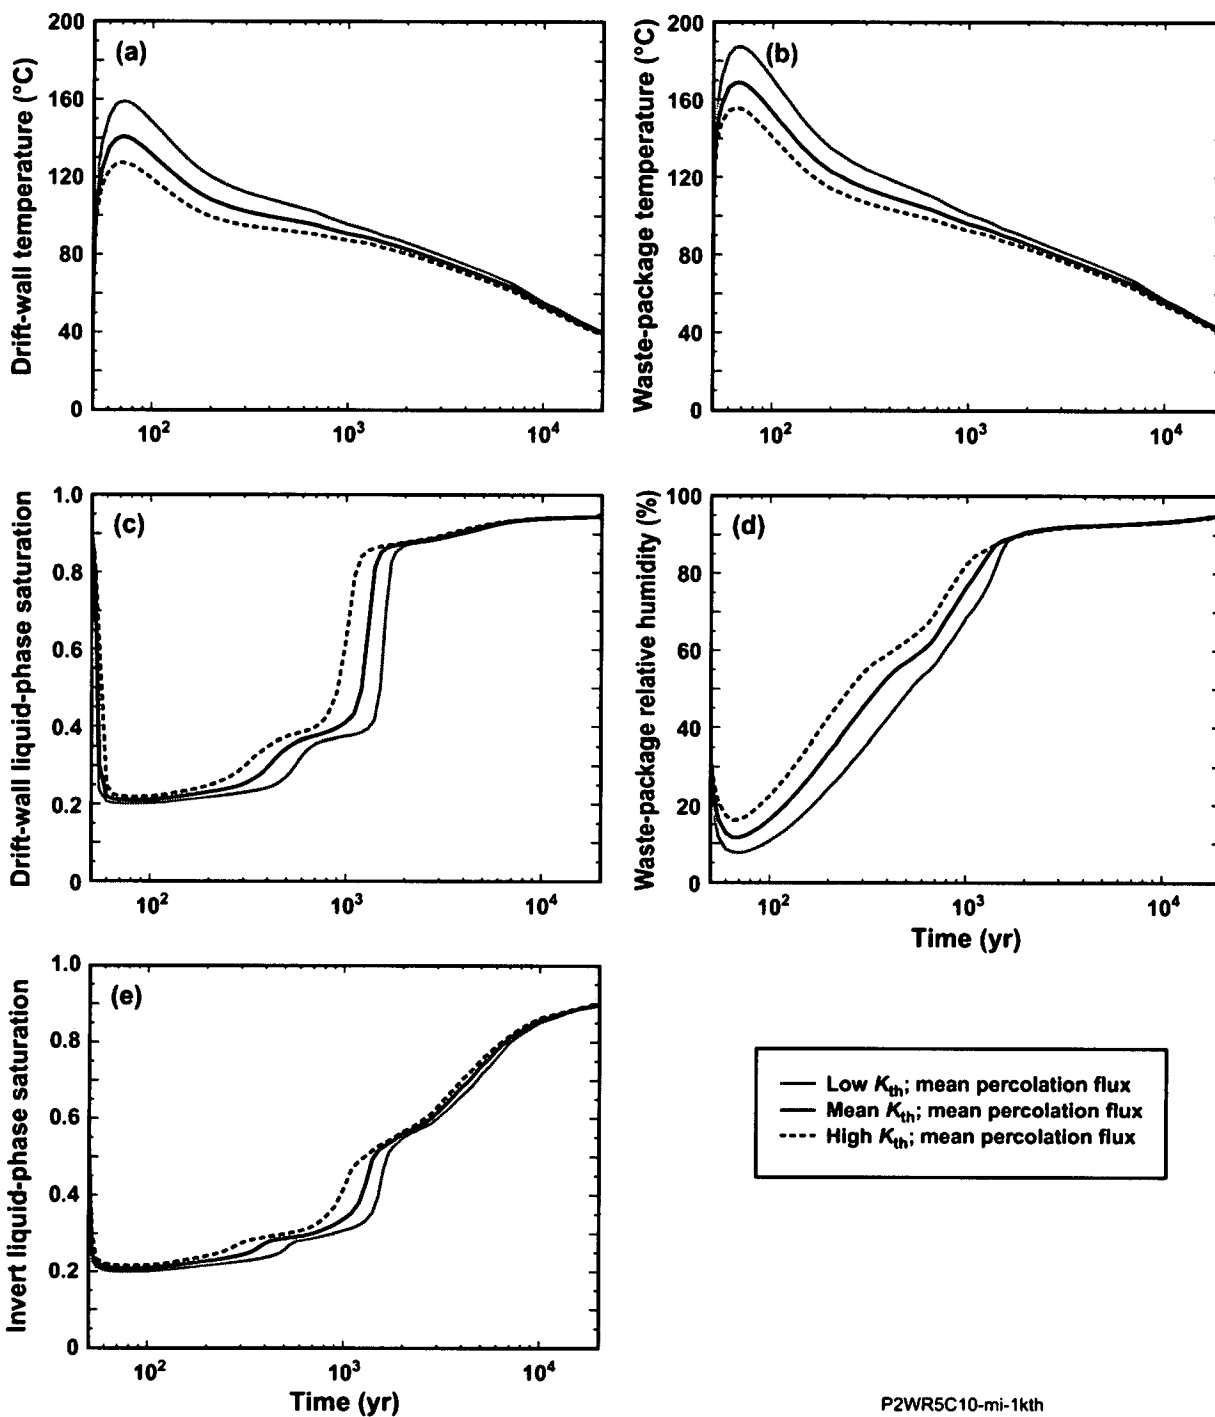 (a)
Drift-wall temperature (°C)
200
160
120
80
40
0
10²
10³
10⁴
(b)
Waste-package temperature (°C)
200
160
120
80
40
0
10²
10³
10⁴
(c)
Drift-wall liquid-phase saturation
1.0
0.8
0.6
0.4
0.2
0
10²
10³
10⁴
(d)
Waste-package relative humidity (%)
100
80
60
40
20
0
10²
10³
10⁴
Time (yr)
(e)
Invert liquid-phase saturation
1.0
0.8
0.6
0.4
0.2
0
10²
10³
10⁴
Time (yr)
Low Kth; mean percolation flux
Mean Kth; mean percolation flux
High Kth; mean percolation flux
P2WR5C10-mi-1kth